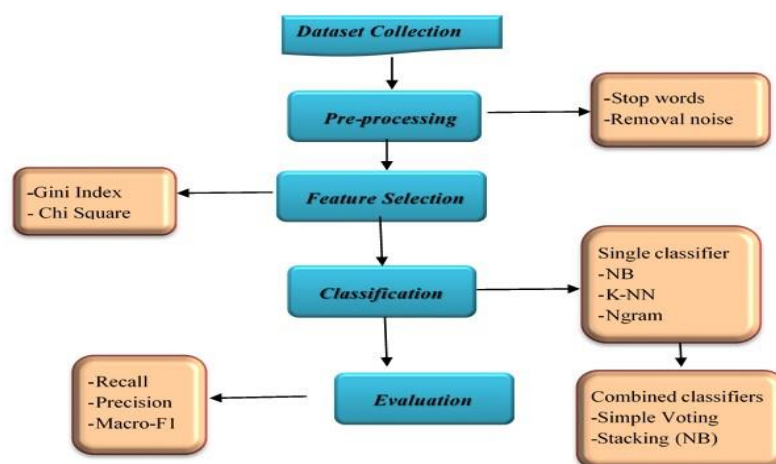 Dataset Collection
Pre-processing
-Stop words
-Removal noise
Feature Selection
-Gini Index
- Chi Square
Classification
Single classifier
-NB
-K-NN
-Ngram
Evaluation
-Recall
-Precision
-Macro-F1
Combined classifiers
-Simple Voting
-Stacking (NB)